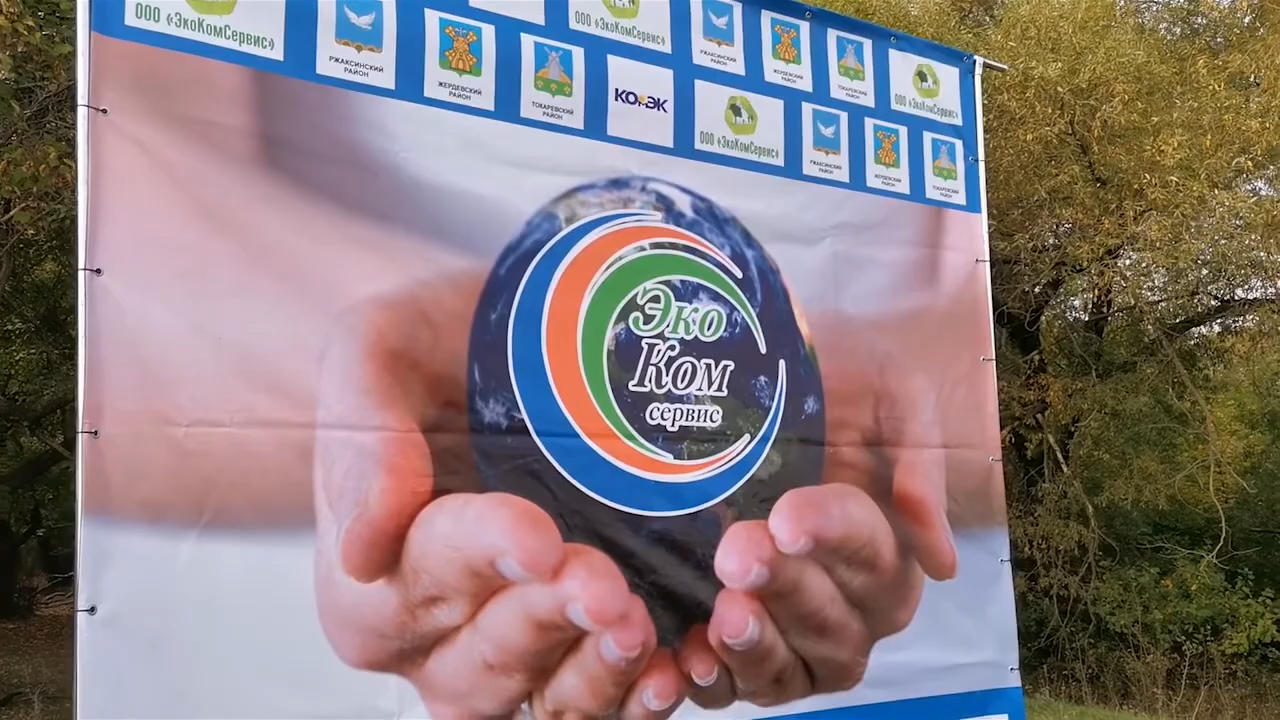 ООО «ЭкоКомСервис»
РЖАКСИНСКИЙ
РАЙОН
ЖЕРДЕВСКИЙ
РАЙОН
ТОКАРЕВСКИЙ
РАЙОН
КОМЭК
ООО «ЭкоКомСервис»
РЖАКСИНСКИЙ
РАЙОН
ЖЕРДЕВСКИЙ
РАЙОН
ТОКАРЕВСКИЙ
РАЙОН
ООО «ЭкоКомСервис»
ООО «ЭкоКомСервис»
РЖАКСИНСКИЙ
РАЙОН
ЖЕРДЕВСКИЙ
РАЙОН
ТОКАРЕВСКИЙ
РАЙОН
Эко
Ком
сервис